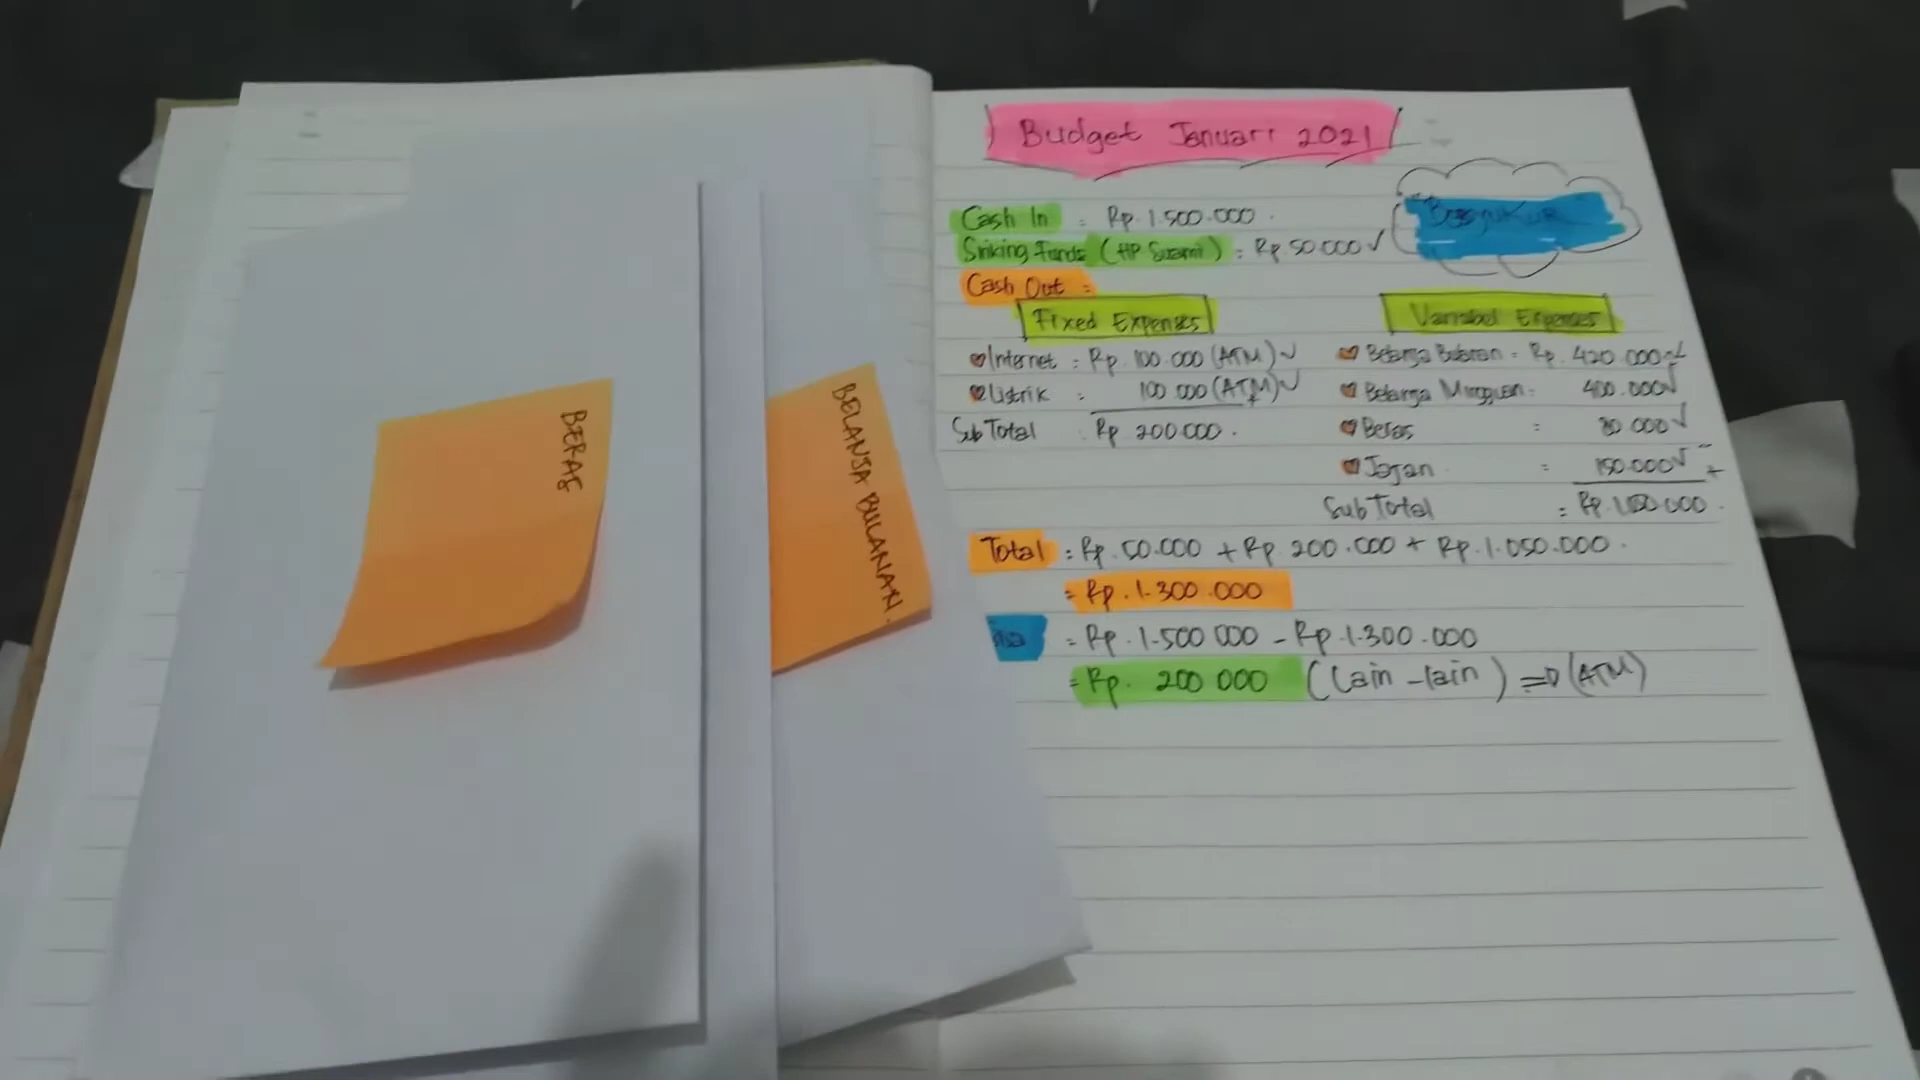 BERAS
BELANJA BULANAN.
Budget Januari 2021
Cash In : Rp. 1.500.000.
Sinking Funds (HP Suami) : Rp 50.000 √
Cash Out :
Fixed Expenses
Internet : Rp. 100.000 (ATM) √
Listrik : 100 000 (ATM) √ +
Sub Total : Rp 200.000.
Variabel Expenses
Belanja Bulanan = Rp. 420.000 √
Belanja Mingguan = 400.000 √
Beras = 80 000 √
Jajan = 150.000 √ +
Sub Total = Rp.
Total = Rp. 50.000 + Rp 200.000 + Rp. 1.050.000.
= Rp. 1.300.000
= Rp. 1.500 000 - Rp. 1.300.000
= Rp. 200 000 (Lain - lain) => (ATM)